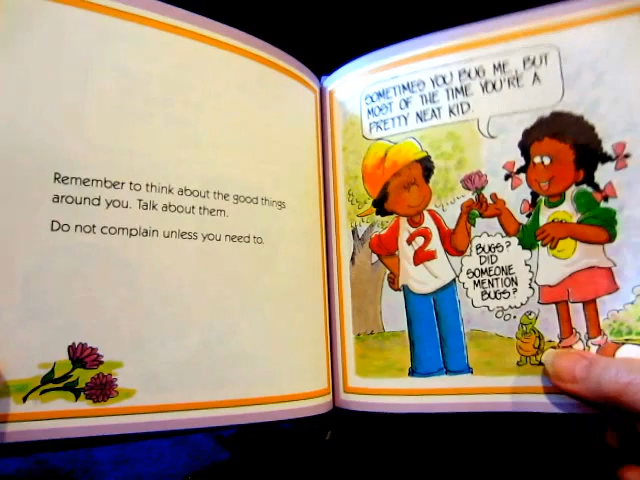 Remember to think about the good things
around you. Talk about them.
Do not complain unless you need to.
SOMETIMES YOU BUG ME, BUT
MOST OF THE TIME YOU'RE A
PRETTY NEAT KID.
2
BUGS?
DID
SOMEONE
MENTION
BUGS?